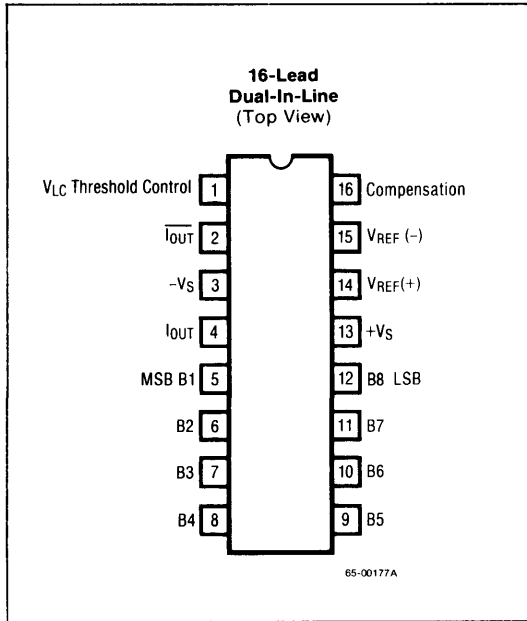 16-Lead
Dual-In-Line
(Top View)
VLC Threshold Control 1
16 Compensation
IOUT 2
15 VREF (-)
-VS 3
14 VREF(+)
IOUT 4
13 +VS
MSB B1 5
12 B8 LSB
B2 6
11 B7
B3 7
10 B6
B4 8
9 B5
65-00177A